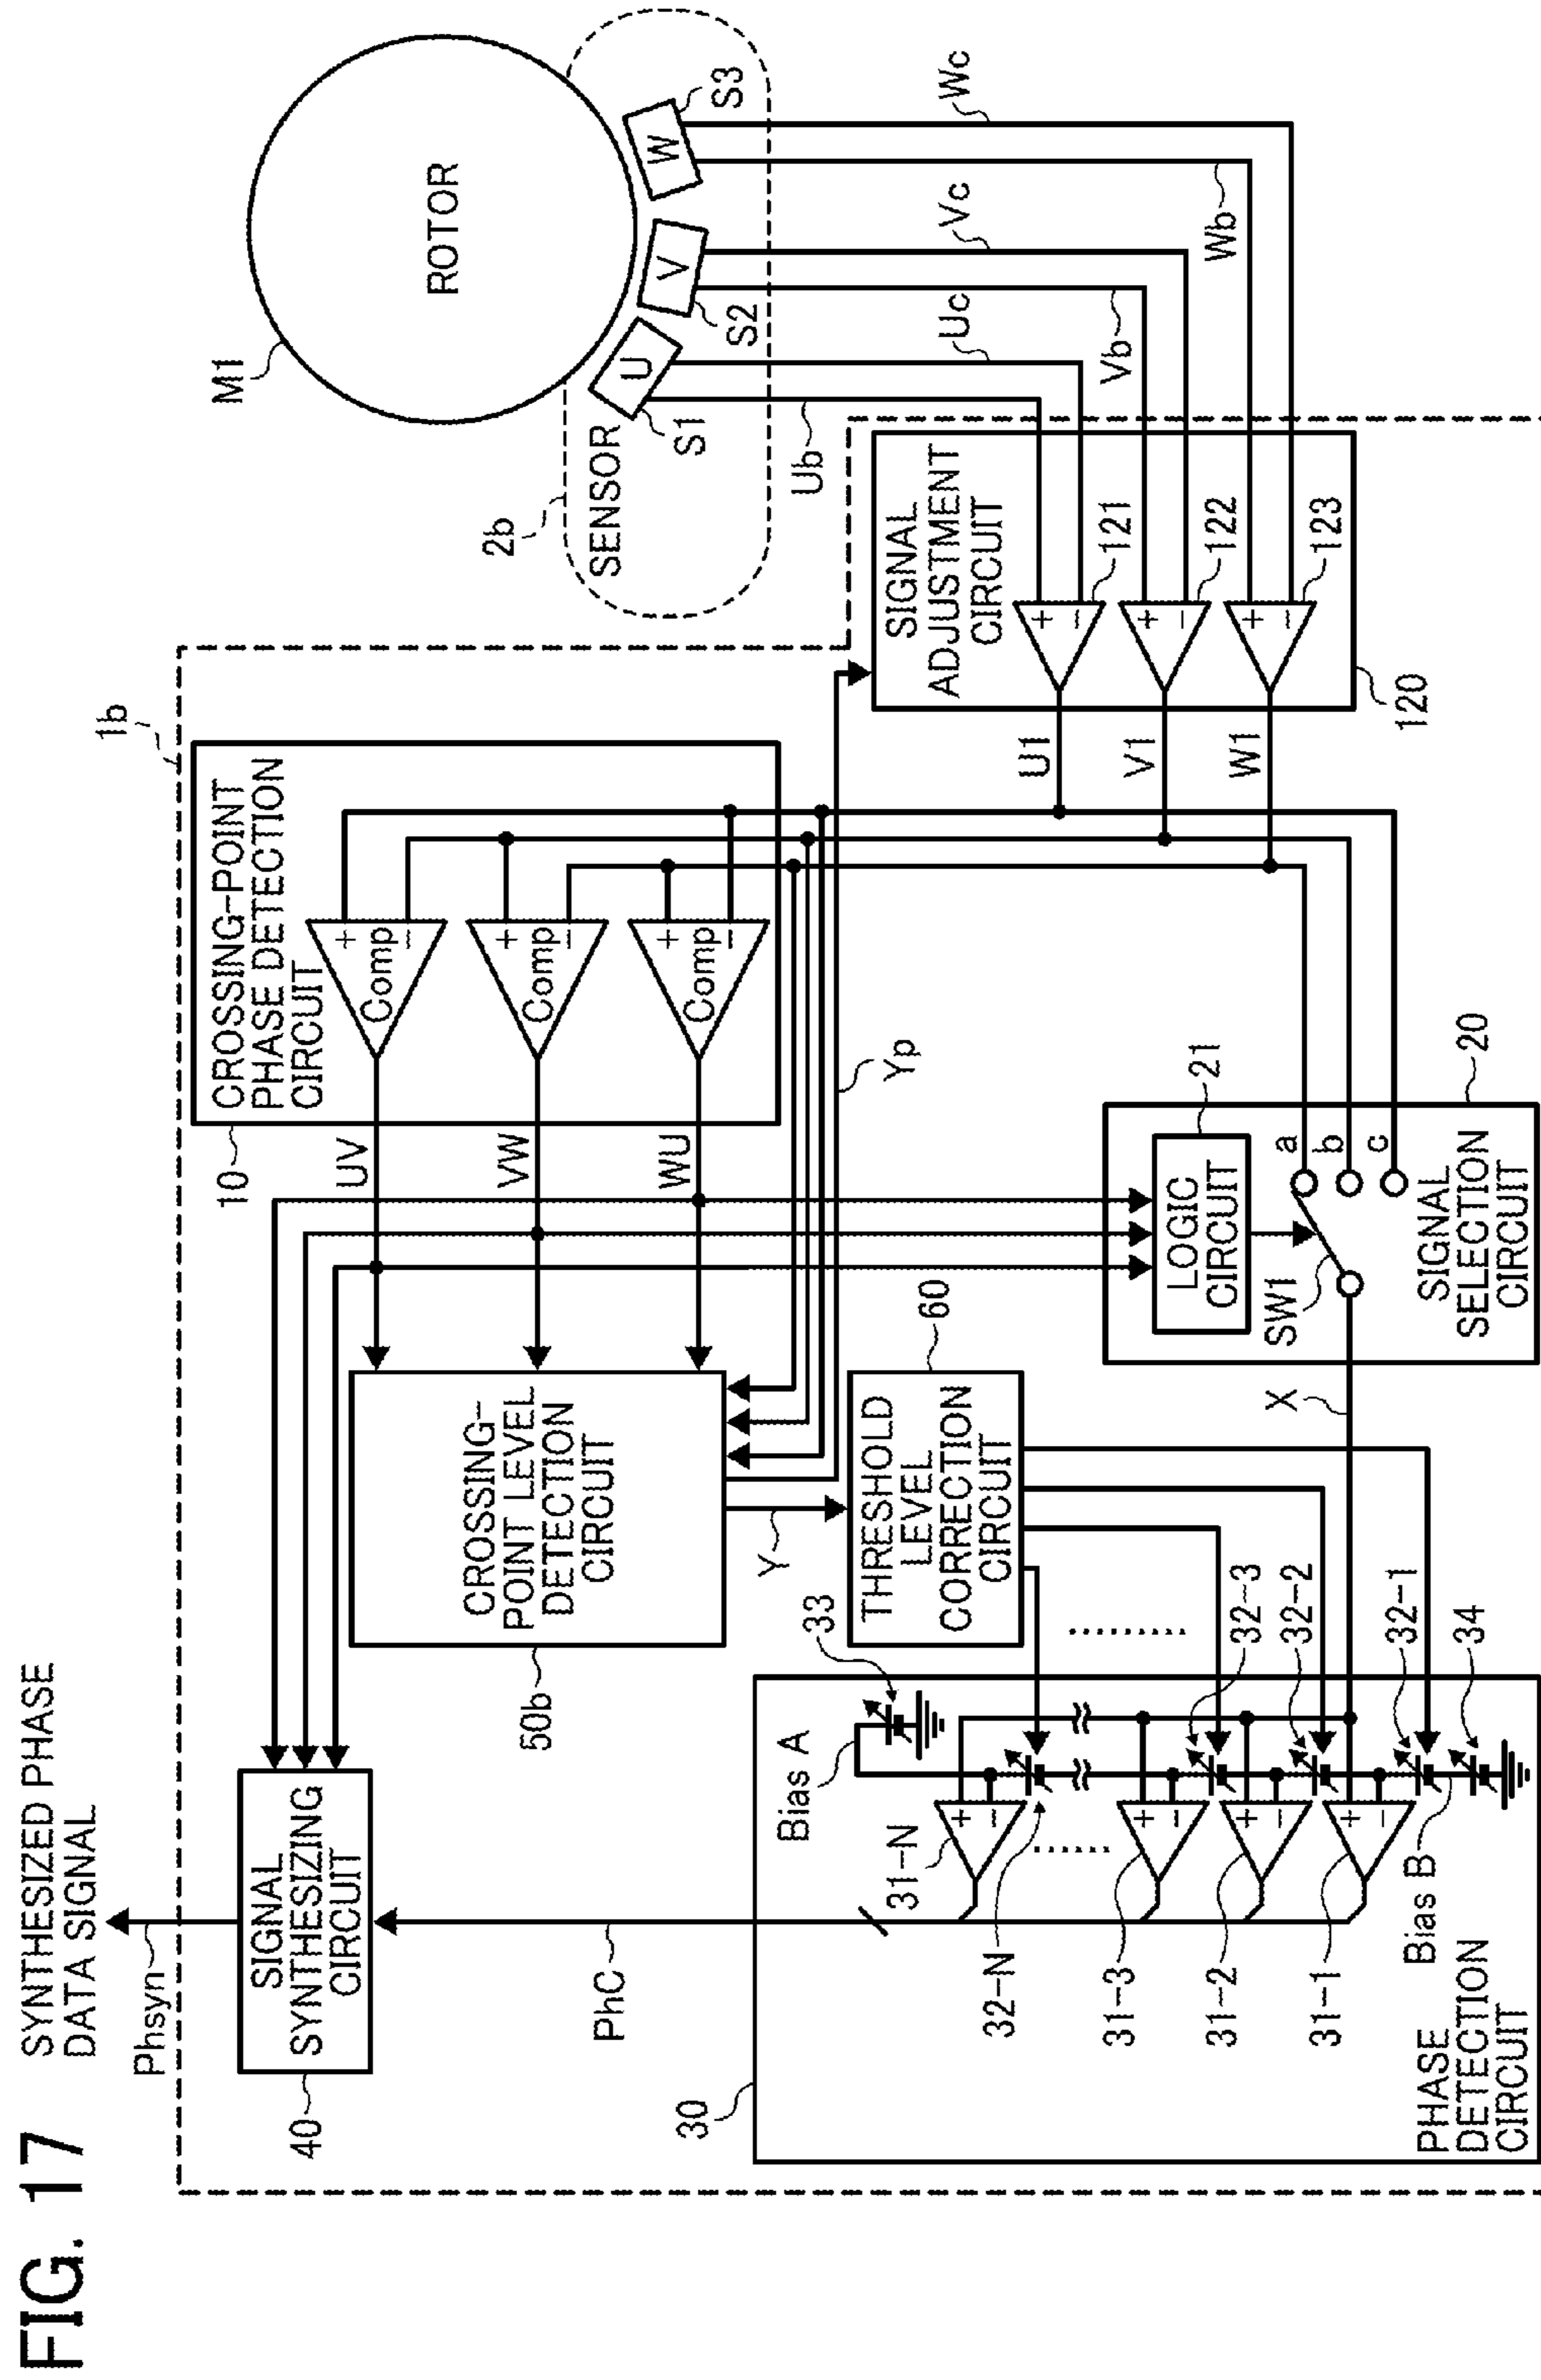 FIG. 17
SYNTHESIZED PHASE
DATA SIGNAL
Phsyn
1b
M1
ROTOR
2b
SENSOR
U
V
W
S1
S2
S3
Ub
Uc
Vb
Vc
Wb
Wc
SIGNAL
ADJUSTMENT
CIRCUIT
+
−
121
+
−
122
+
−
123
120
U1
V1
W1
CROSSING-POINT
PHASE DETECTION
CIRCUIT
+
−
Comp
+
−
Comp
+
−
Comp
10
UV
VW
WU
Yp
40
SIGNAL
SYNTHESIZING
CIRCUIT
50b
CROSSING-
POINT LEVEL
DETECTION
CIRCUIT
Y
60
THRESHOLD
LEVEL
CORRECTION
CIRCUIT
21
LOGIC
CIRCUIT
20
a
b
c
SW1
SIGNAL
SELECTION
CIRCUIT
X
PhC
30
Bias A
33
31-N
+
−
32-N
31-3
+
−
32-3
31-2
+
−
32-2
31-1
+
−
32-1
34
Bias B
PHASE
DETECTION
CIRCUIT